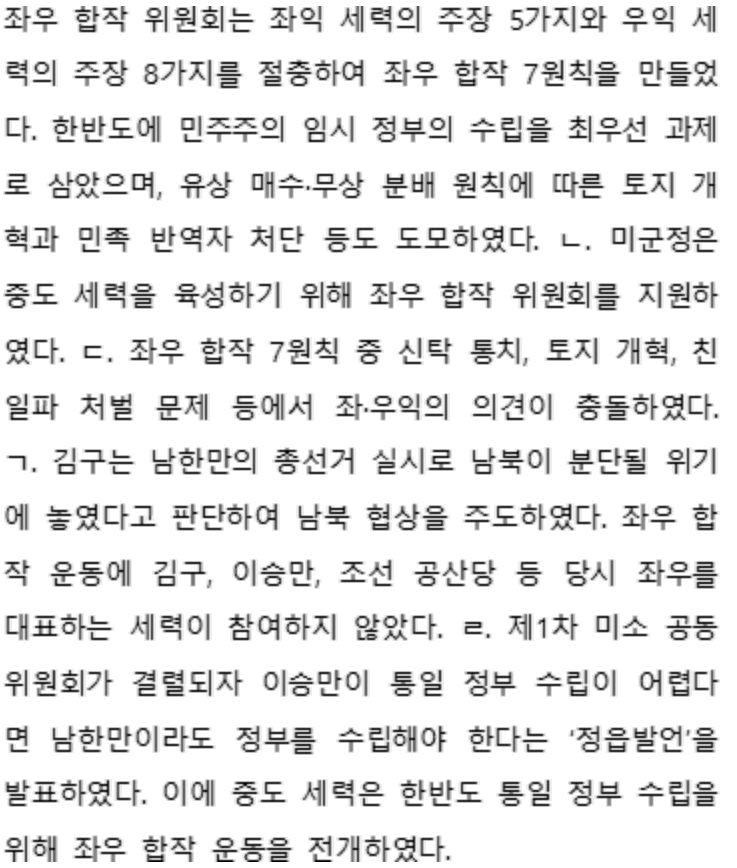 좌우 합작 위원회는 좌익 세력의 주장 5가지와 우익 세
력의 주장 8가지를 절충하여 좌우 합작 7원칙을 만들었
다. 한반도에 민주주의 임시 정부의 수립을 최우선 과제
로 삼았으며, 유상 매수·무상 분배 원칙에 따른 토지 개
혁과 민족 반역자 처단 등도 도모하였다. ㄴ. 미군정은
중도 세력을 육성하기 위해 좌우 합작 위원회를 지원하
였다. ㄷ. 좌우 합작 7원칙 중 신탁 통치, 토지 개혁, 친
일파 처벌 문제 등에서 좌·우익의 의견이 충돌하였다.
ㄱ. 김구는 남한만의 총선거 실시로 남북이 분단될 위기
에 놓였다고 판단하여 남북 협상을 주도하였다. 좌우 합
작 운동에 김구, 이승만, 조선 공산당 등 당시 좌우를
대표하는 세력이 참여하지 않았다. ㄹ. 제1차 미소 공동
위원회가 결렬되자 이승만이 통일 정부 수립이 어렵다
면 남한만이라도 정부를 수립해야 한다는 ‘정읍발언’을
발표하였다. 이에 중도 세력은 한반도 통일 정부 수립을
위해 좌우 합작 운동을 전개하였다.